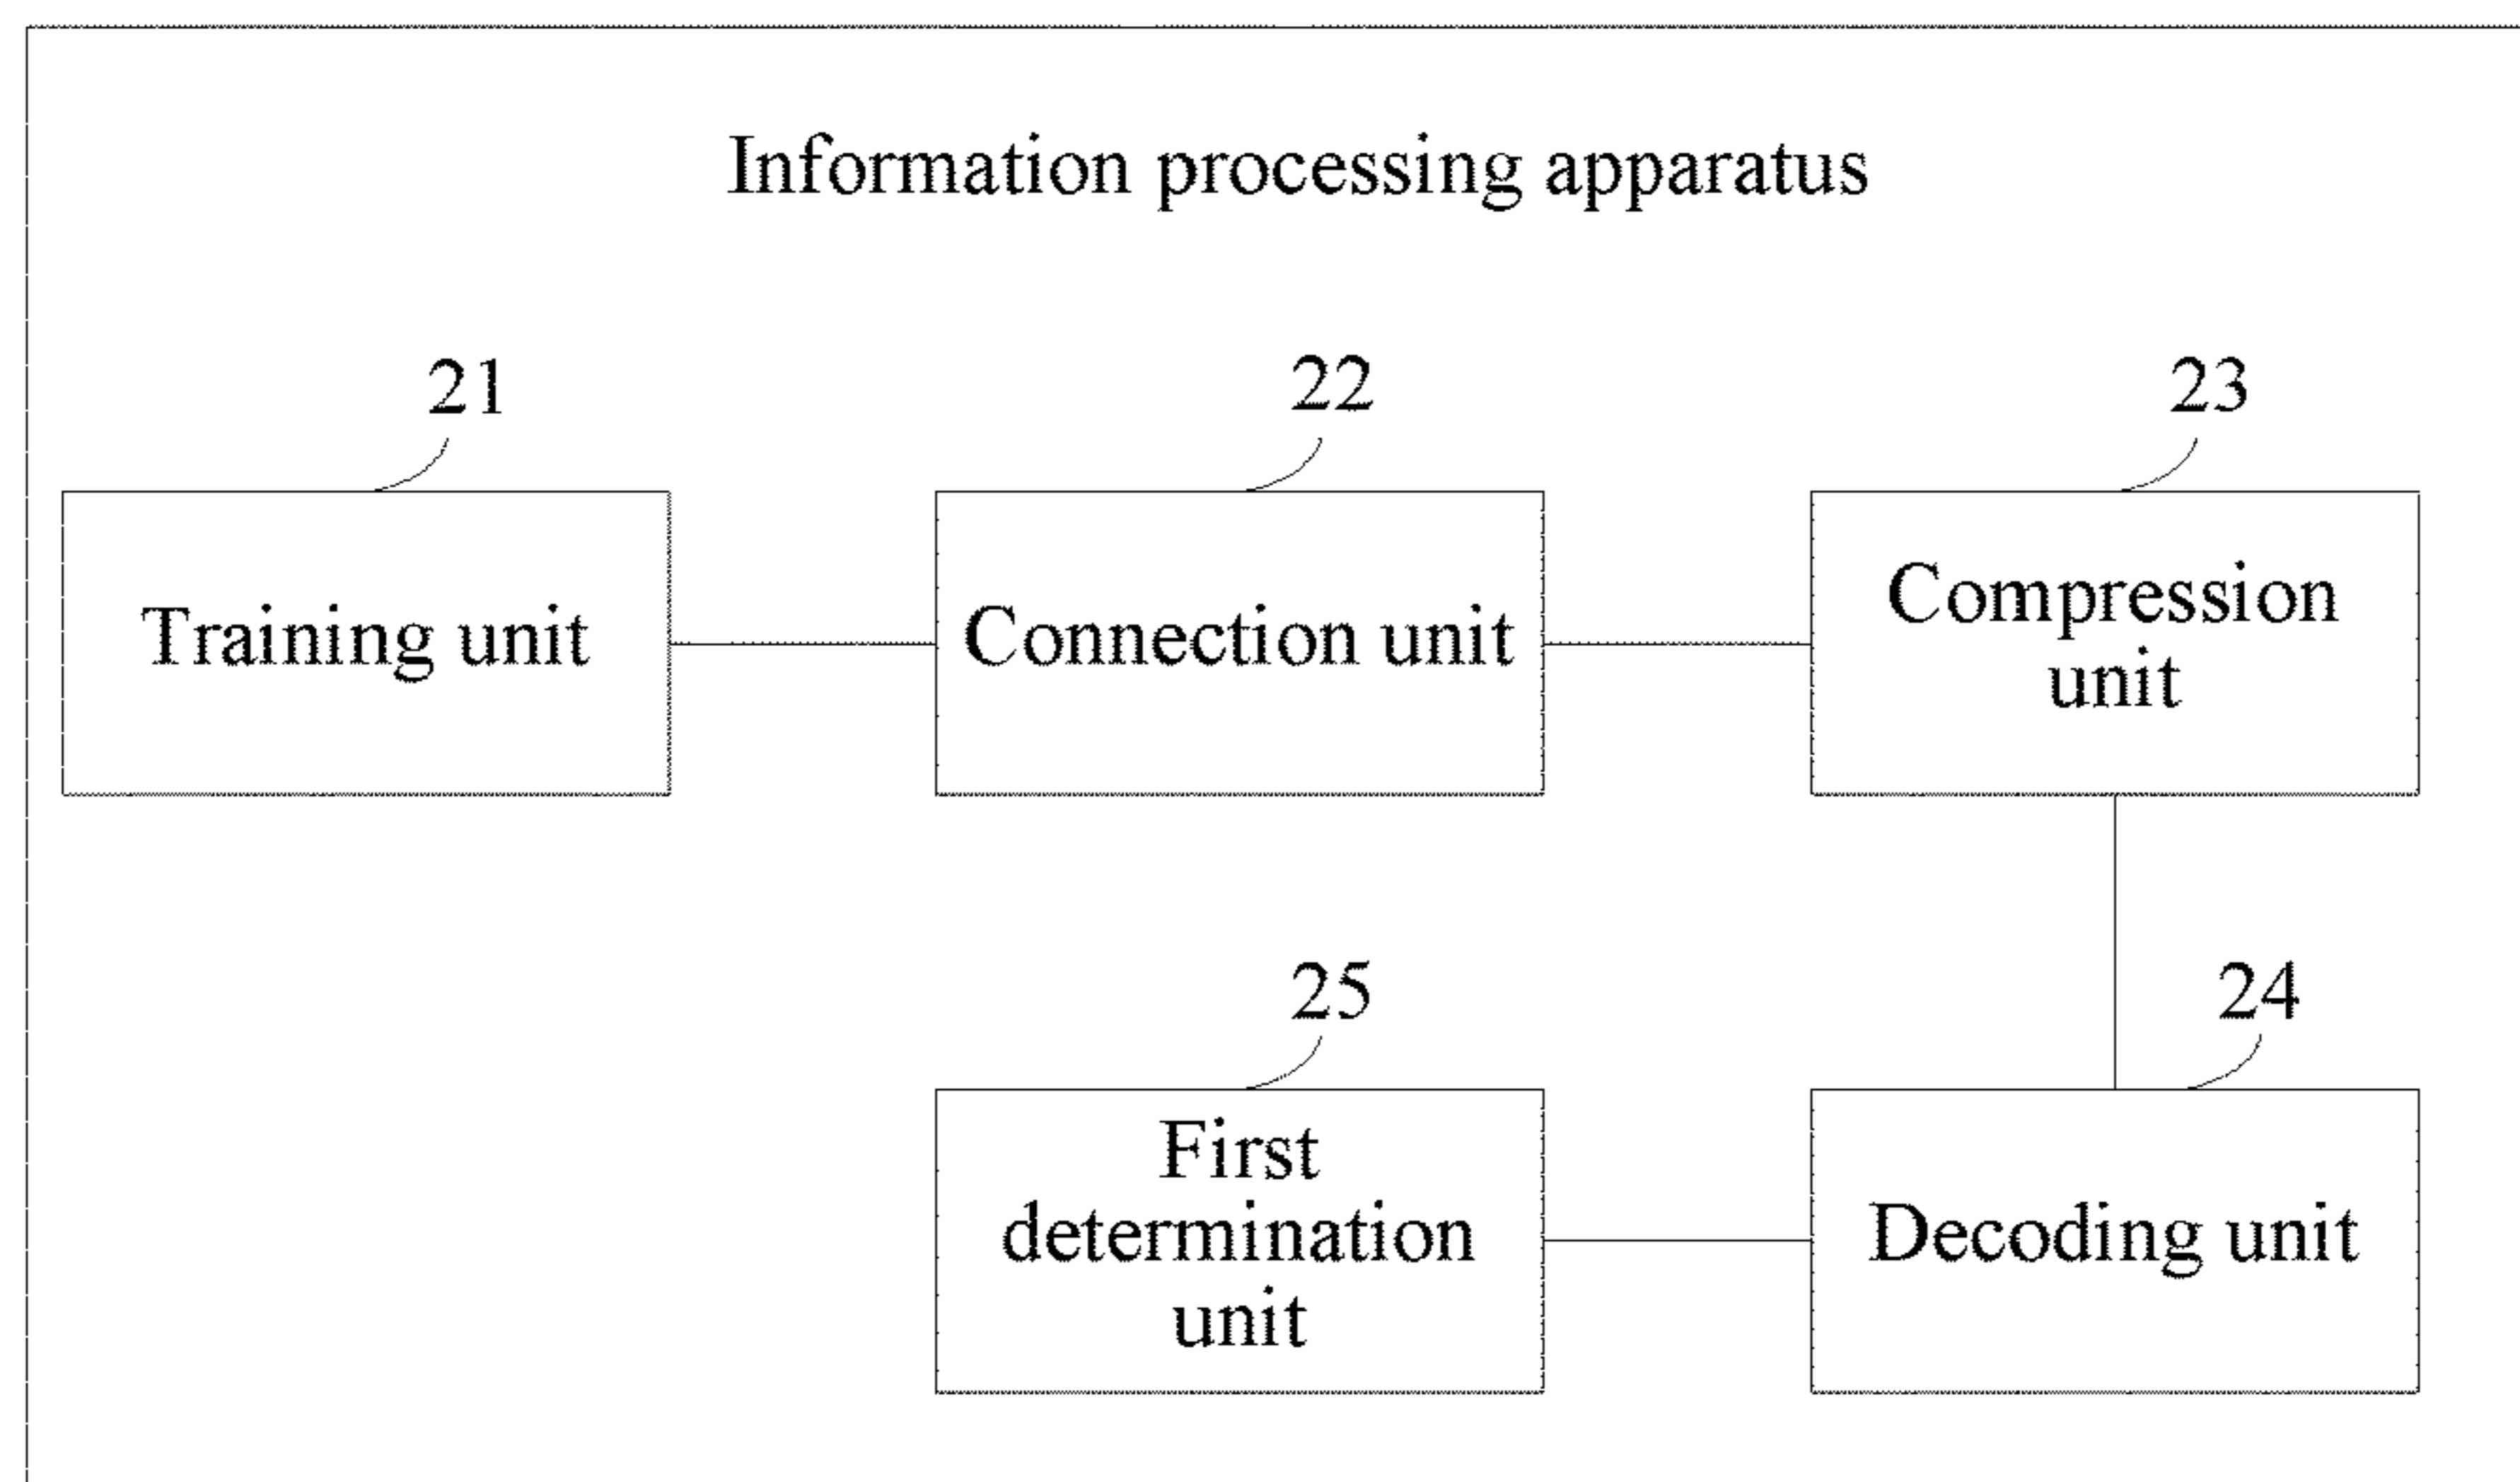 Information processing apparatus
21
22
23
Training unit
Connection unit
Compression
unit
25
24
First
determination
unit
Decoding unit